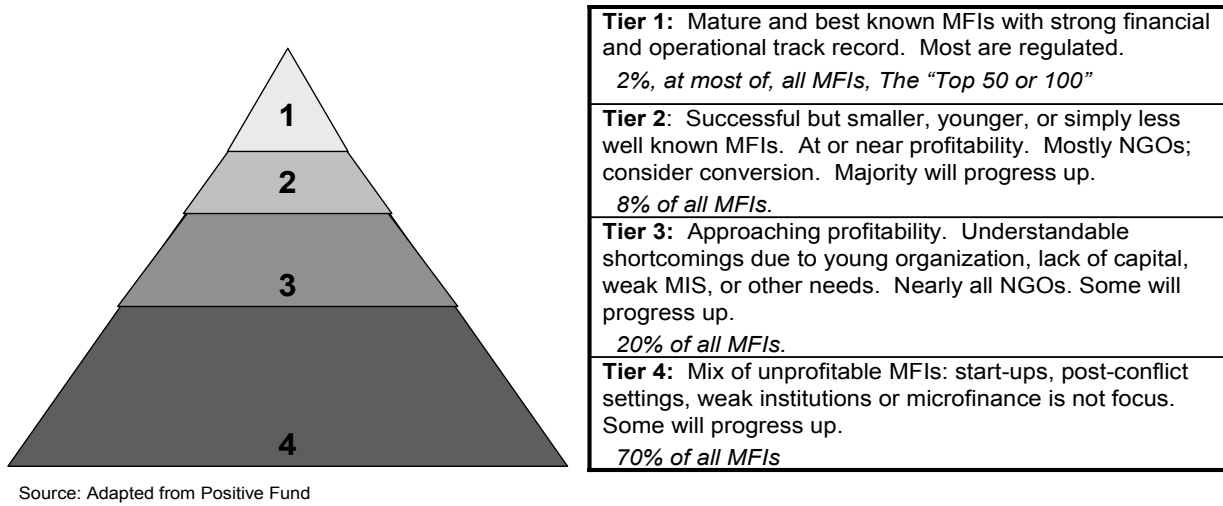 1
2
3
4
Tier 1: Mature and best known MFIs with strong financial
and operational track record. Most are regulated.
2%, at most of, all MFIs, The “Top 50 or 100”
Tier 2: Successful but smaller, younger, or simply less
well known MFIs. At or near profitability. Mostly NGOs;
consider conversion. Majority will progress up.
8% of all MFIs.
Tier 3: Approaching profitability. Understandable
shortcomings due to young organization, lack of capital,
weak MIS, or other needs. Nearly all NGOs. Some will
progress up.
20% of all MFIs.
Tier 4: Mix of unprofitable MFIs: start-ups, post-conflict
settings, weak institutions or microfinance is not focus.
Some will progress up.
70% of all MFIs
Source: Adapted from Positive Fund